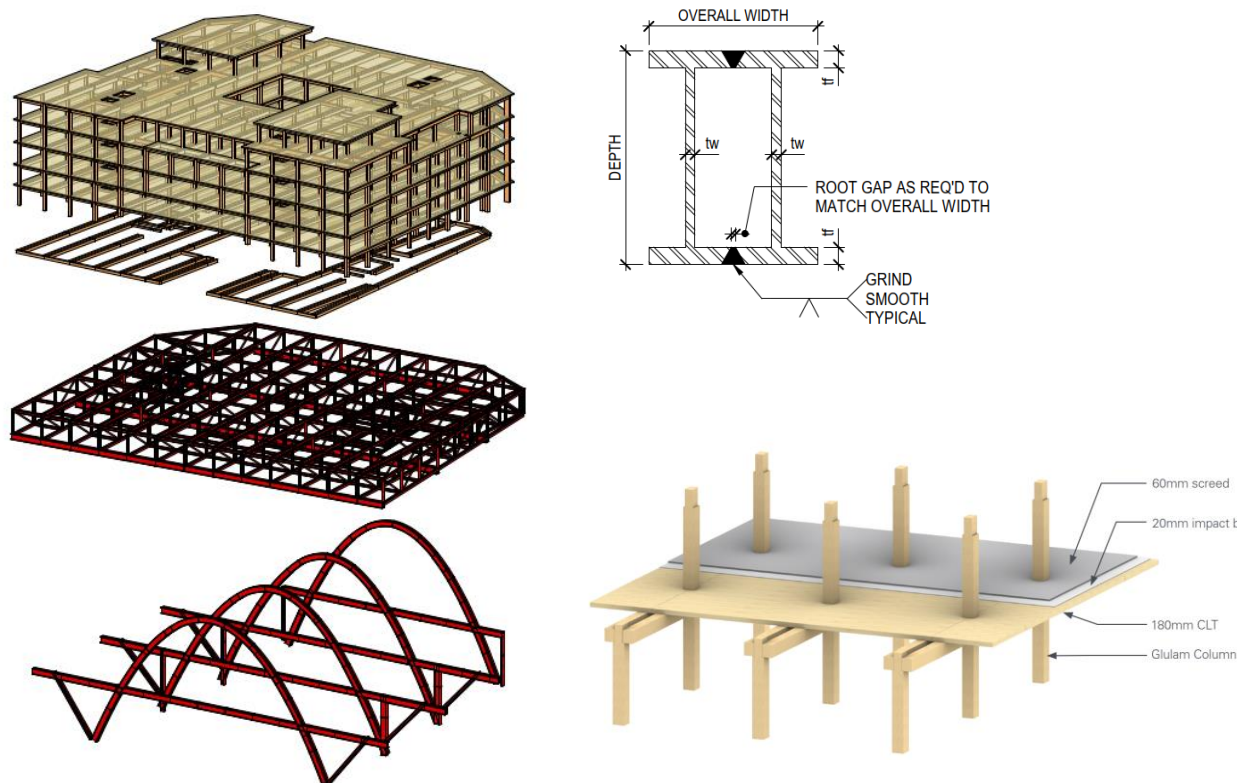 OVERALL WIDTH
DEPTH
tf
tw
tw
ROOT GAP AS REQ'D TO
MATCH OVERALL WIDTH
tf
GRIND
SMOOTH
TYPICAL
60mm screed
20mm impact b
180mm CLT
Glulam Column